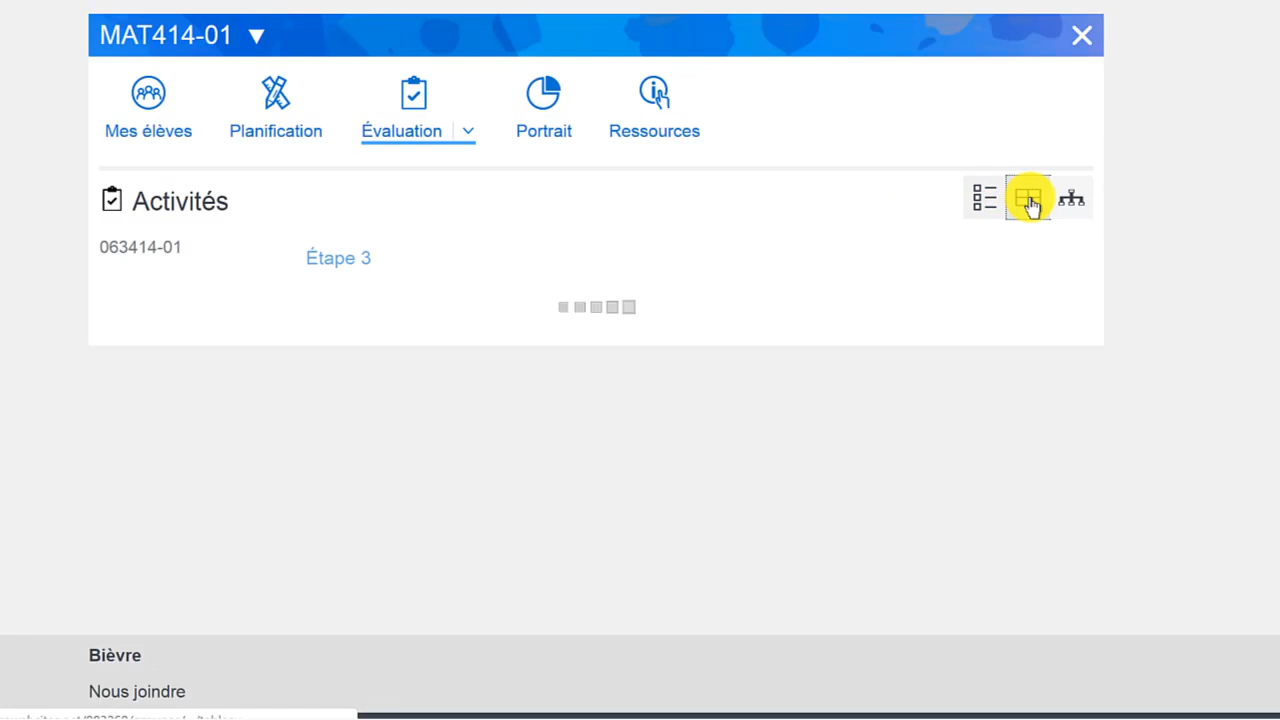 MAT414-01 ▼
Mes élèves
Planification
Évaluation
Portrait
Ressources
Activités
063414-01
Étape 3
Bièvre
Nous joindre